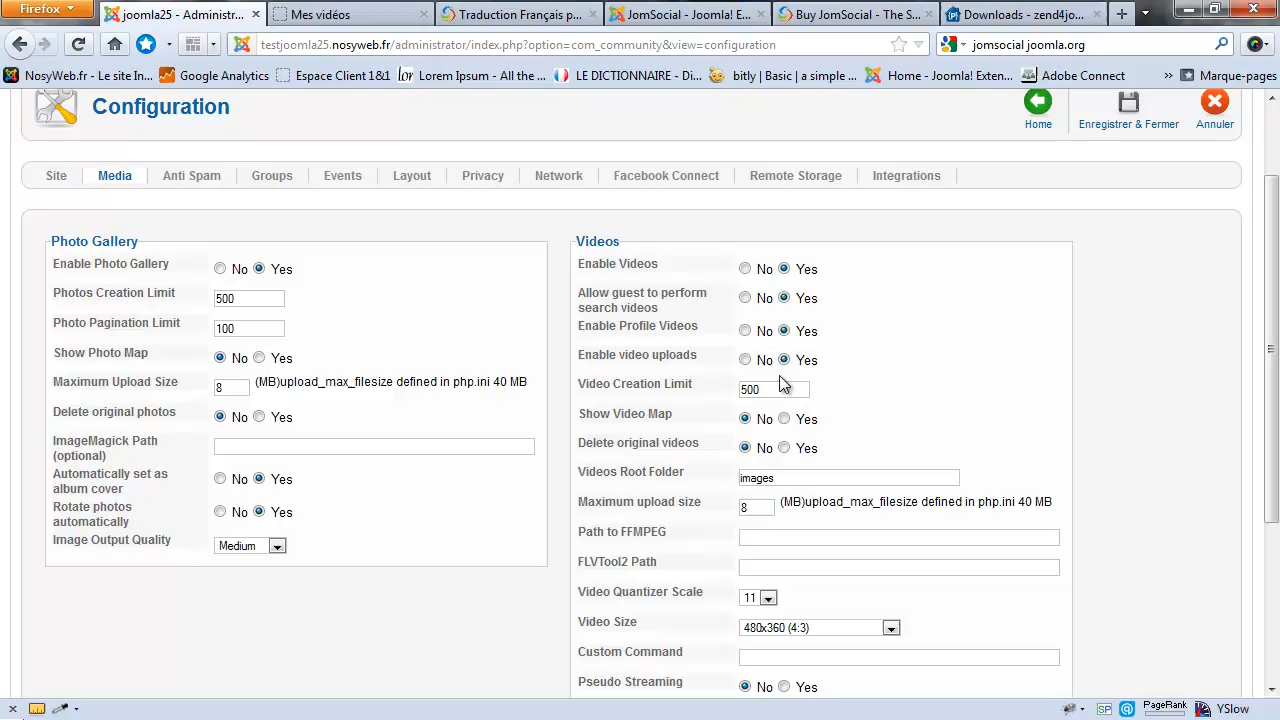 Firefox
joomla25 - Administr...
Mes vidéos
Traduction Français p...
JomSocial - Joomla! E...
Buy JomSocial - The S...
Downloads - zend4jo...
testjoomla25.nosyweb.fr/administrator/index.php?option=com_community&view=configuration
jomsocial joomla.org
NosyWeb.fr - Le site In...
Google Analytics
Espace Client 1&1
lor
Lorem Ipsum - All the ...
LE DICTIONNAIRE - Di...
bitly | Basic | a simple ...
Home - Joomla! Exten...
Adobe Connect
»
Marque-pages
Configuration
Home
Enregistrer & Fermer
Annuler
Site
Media
Anti Spam
Groups
Events
Layout
Privacy
Network
Facebook Connect
Remote Storage
Integrations
Photo Gallery
Enable Photo Gallery No Yes
Photos Creation Limit 500
Photo Pagination Limit 100
Show Photo Map No Yes
Maximum Upload Size 8 (MB)upload_max_filesize defined in php.ini 40 MB
Delete original photos No Yes
ImageMagick Path
(optional)
Automatically set as
album cover No Yes
Rotate photos
automatically No Yes
Image Output Quality Medium
Videos
Enable Videos No Yes
Allow guest to perform
search videos No Yes
Enable Profile Videos No Yes
Enable video uploads No Yes
Video Creation Limit 500
Show Video Map No Yes
Delete original videos No Yes
Videos Root Folder images
Maximum upload size 8 (MB)upload_max_filesize defined in php.ini 40 MB
Path to FFMPEG
FLVTool2 Path
Video Quantizer Scale 11
Video Size 480x360 (4:3)
Custom Command
Pseudo Streaming No Yes
SP
@
PageRank
YSlow